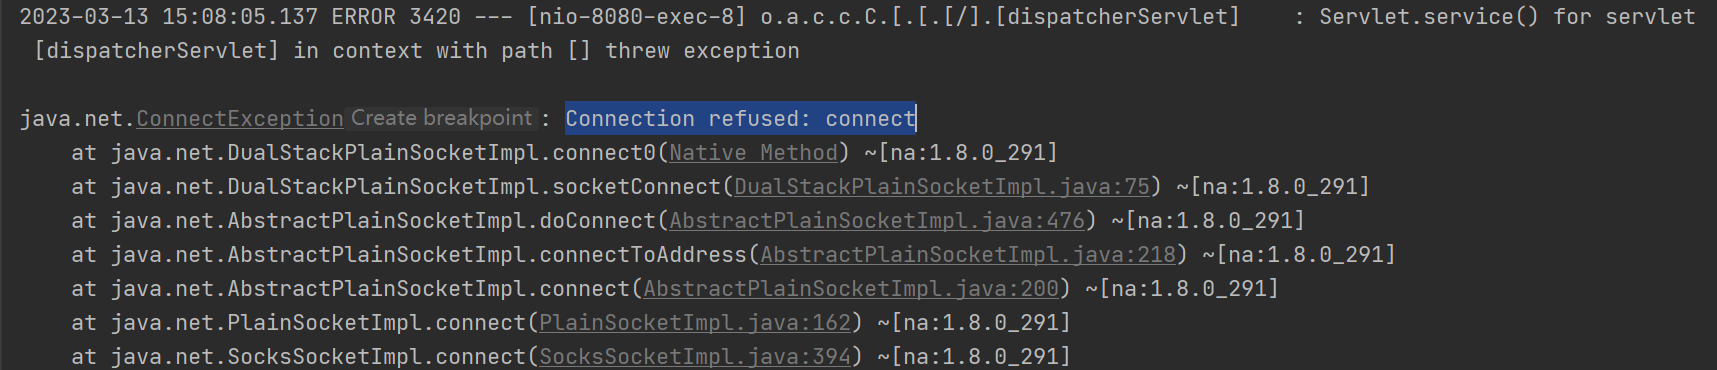 2023-03-13 15:08:05.137 ERROR 3420 --- [nio-8080-exec-8] o.a.c.c.C.[.[.[/].[dispatcherServlet]    : Servlet.service() for servlet
[dispatcherServlet] in context with path [] threw exception
java.net.ConnectException Create breakpoint : Connection refused: connect
at java.net.DualStackPlainSocketImpl.connect0(Native Method) ~[na:1.8.0_291]
at java.net.DualStackPlainSocketImpl.socketConnect(DualStackPlainSocketImpl.java:75) ~[na:1.8.0_291]
at java.net.AbstractPlainSocketImpl.doConnect(AbstractPlainSocketImpl.java:476) ~[na:1.8.0_291]
at java.net.AbstractPlainSocketImpl.connectToAddress(AbstractPlainSocketImpl.java:218) ~[na:1.8.0_291]
at java.net.AbstractPlainSocketImpl.connect(AbstractPlainSocketImpl.java:200) ~[na:1.8.0_291]
at java.net.PlainSocketImpl.connect(PlainSocketImpl.java:162) ~[na:1.8.0_291]
at java.net.SocksSocketImpl.connect(SocksSocketImpl.java:394) ~[na:1.8.0_291]